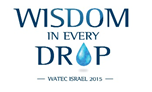 WISDOM
IN EVERY
DROP
WATEC ISRAEL 2015